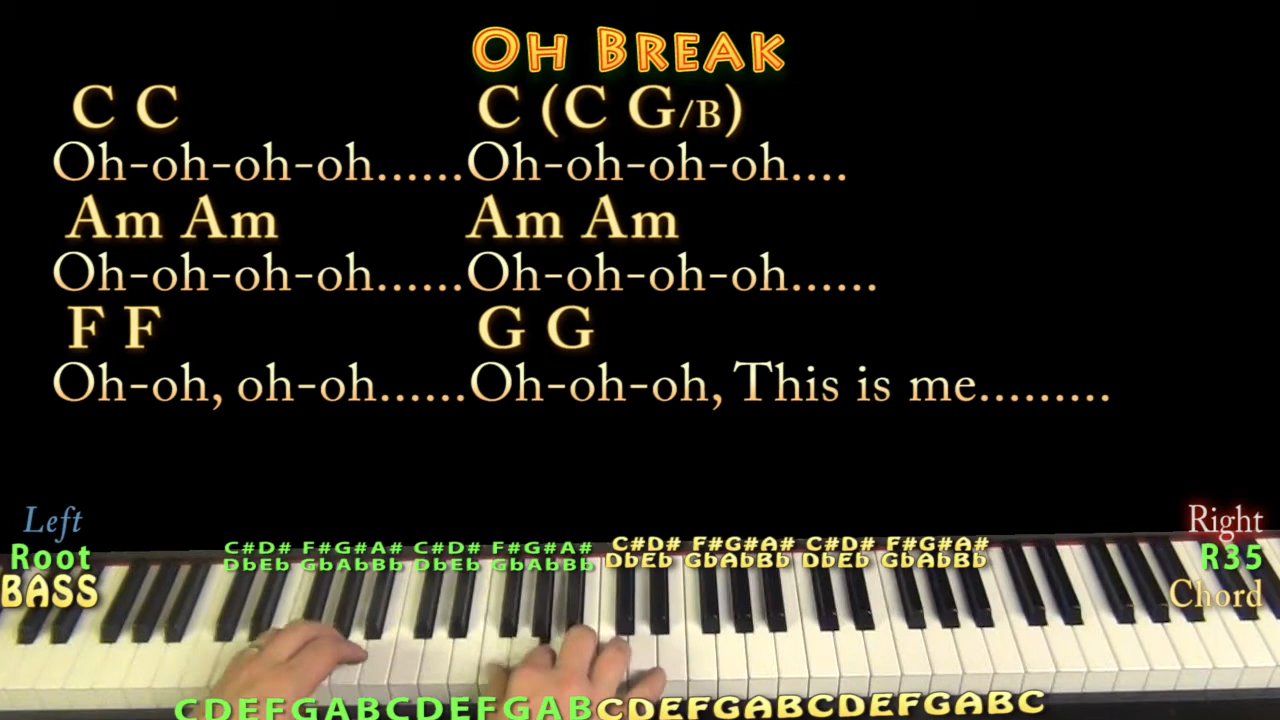 OH BREAK
C C C (C G/B)
Oh-oh-oh-oh......Oh-oh-oh-oh....
Am Am Am Am
Oh-oh-oh-oh......Oh-oh-oh-oh......
F F G G
Oh-oh, oh-oh......Oh-oh-oh, This is me.........
Left
Root
BASS
Right
R35
Chord
C#D# F#G#A# C#D# F#G#A# C#D# F#G#A# C#D# F#G#A#
DbEb GbAbBb DbEb GbAbBb DbEb GbAbBb DbEb GbAbBb
CDEFGABCDEFGABCDEFGABCDEFGABC